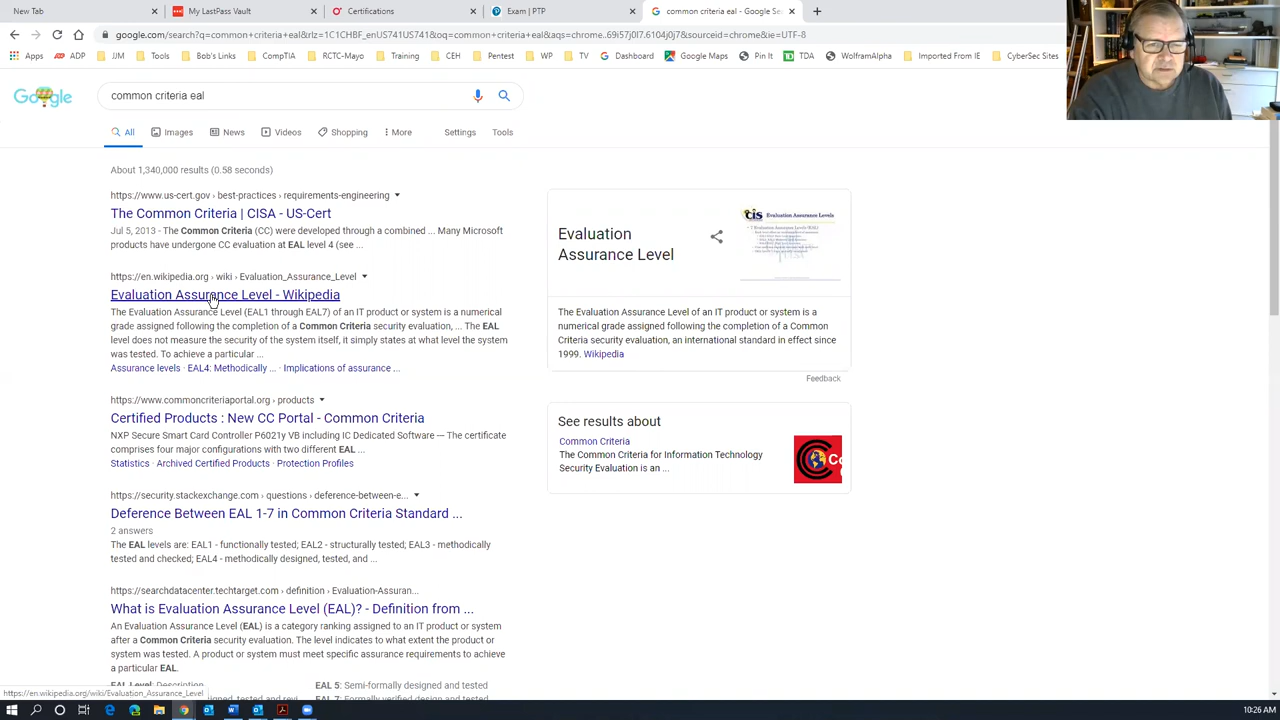 New Tab
My LastPass Vault
Certifications
Exam | PTP
common criteria eal - Google Se
google.com/search?q=common+criteria+eal&rlz=1C1CHBF_enUS741US741&oq=common+criteria+eal&aqs=chrome..69i57j0l7.6104j0j7&sourceid=chrome&ie=UTF-8
Apps
ADP
JJM
Bob's Links
CompTIA
RCTC-Mayo
Training
CEH
Pentest
WP
TV
Dashboard
Google Maps
Pin It
TDA
WolframAlpha
Imported From IE
CyberSec Sites
common criteria eal
All
Images
News
Videos
Shopping
More
Settings
Tools
About 1,340,000 results (0.58 seconds)
https://www.us-cert.gov › best-practices › requirements-engineering
The Common Criteria | CISA - US-Cert
5, 2013 - The Common Criteria (CC) were developed through a combined ... Many Microsoft
products have undergone CC evaluation at EAL level 4 (see
https://en.wikipedia.org › wiki › Evaluation_Assurance_Level
Evaluation Assurance Level - Wikipedia
The Evaluation Assurance Level (EAL1 through EAL7) of an IT product or system is a numerical
grade assigned following the completion of a Common Criteria security evaluation, ... The EAL
level does not measure the security of the system itself, it simply states at what level the system
was tested. To achieve a particular ...
Assurance levels · EAL4: Methodically ... · Implications of assurance ...
https://www.commoncriteriaportal.org › products
Certified Products : New CC Portal - Common Criteria
NXP Secure Smart Card Controller P6021y VB including IC Dedicated Software –– The certificate
comprises four major configurations with two different EAL ...
Statistics · Archived Certified Products · Protection Profiles
https://security.stackexchange.com › questions › deference-between-e...
Deference Between EAL 1-7 in Common Criteria Standard ...
2 answers
The EAL levels are: EAL1 - functionally tested; EAL2 - structurally tested; EAL3 - methodically
tested and checked; EAL4 - methodically designed, tested, and ...
https://searchdatacenter.techtarget.com › definition › Evaluation-Assuran...
What is Evaluation Assurance Level (EAL)? - Definition from ...
An Evaluation Assurance Level (EAL) is a category ranking assigned to an IT product or system
after a Common Criteria security evaluation. The level indicates to what extent the product or
system was tested. A product or system must meet specific assurance requirements to achieve
a particular EAL.
EAL Level: Description
EAL 5: Semi-formally designed and tested
Evaluation
Assurance Level
cis Evaluation Assurance Levels
The Evaluation Assurance Level of an IT product or system is a
numerical grade assigned following the completion of a Common
Criteria security evaluation, an international standard in effect since
1999. Wikipedia
Feedback
See results about
Common Criteria
The Common Criteria for Information Technology
Security Evaluation is an ...
https://en.wikipedia.org/wiki/Evaluation_Assurance_Level
10:26 AM